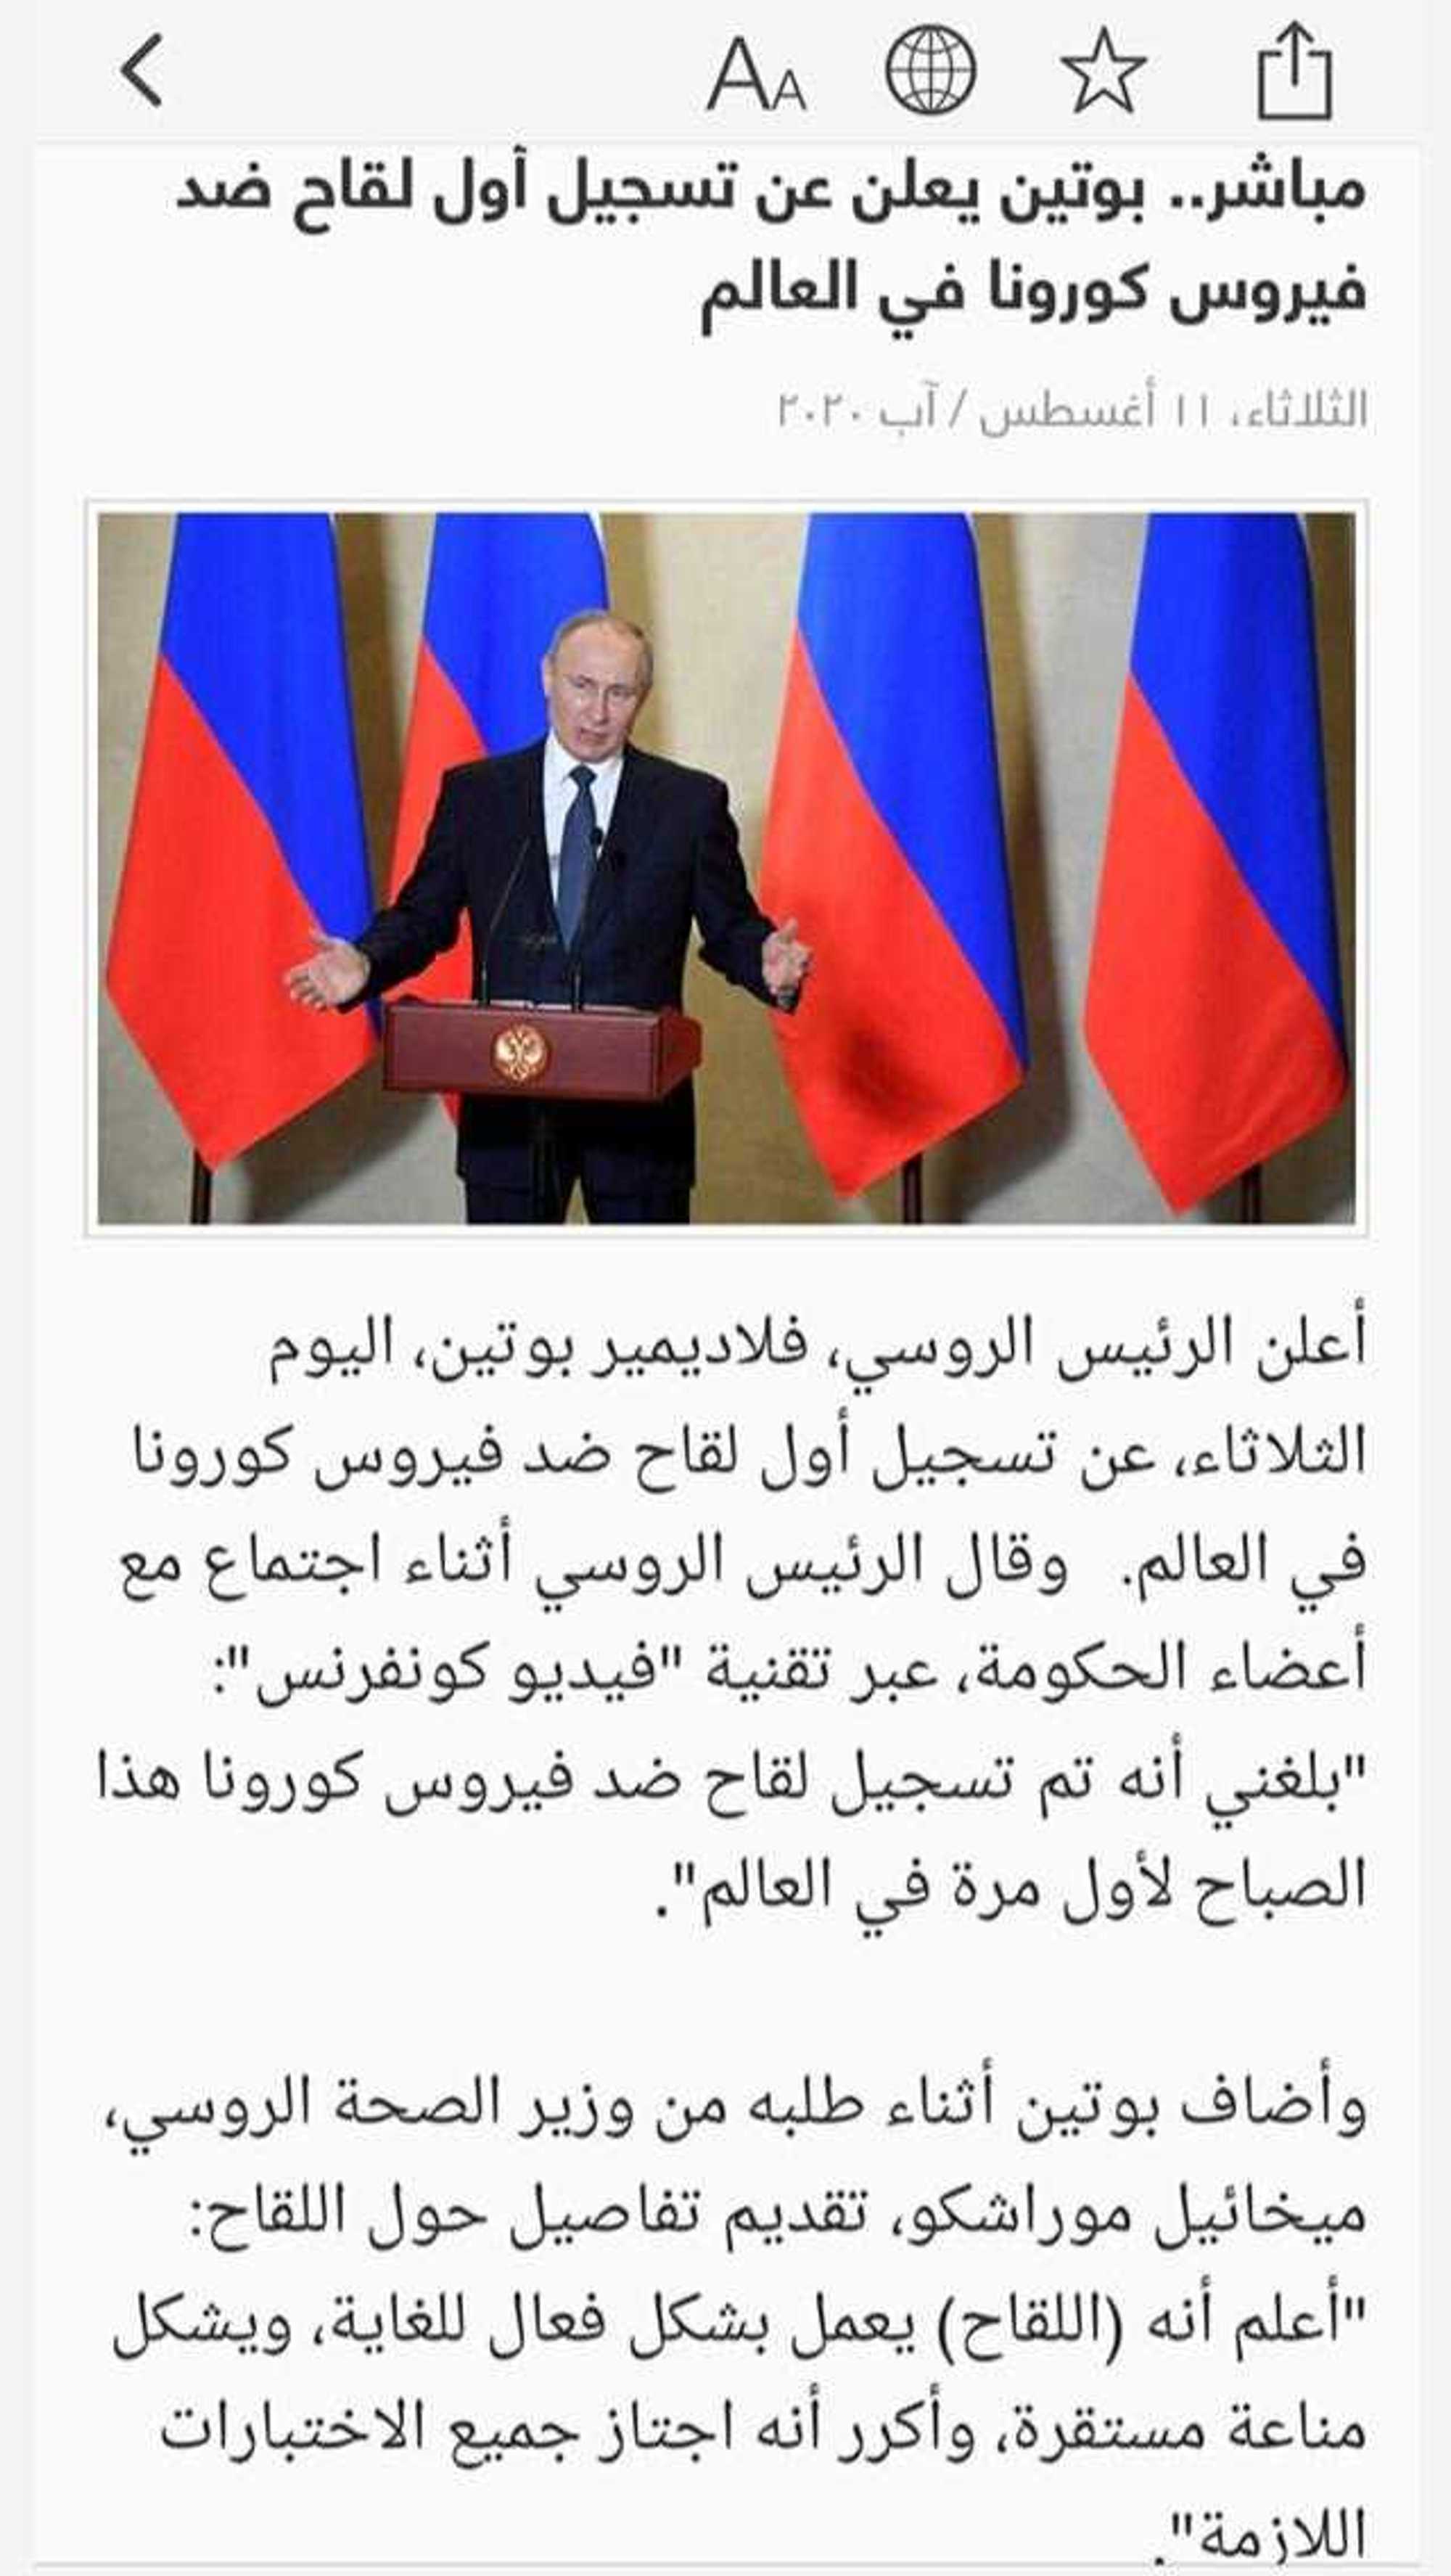 AA
مباشر.. بوتين يعلن عن تسجيل أول لقاح ضد
فيروس كورونا في العالم
الثلاثاء، ١١ أغسطس / آب ٢٠٢٠
أعلن الرئيس الروسي، فلاديمير بوتين، اليوم
الثلاثاء، عن تسجيل أول لقاح ضد فيروس كورونا
في العالم. وقال الرئيس الروسي أثناء اجتماع مع
أعضاء الحكومة، عبر تقنية "فيديو كونفرنس":
"بلغني أنه تم تسجيل لقاح ضد فيروس كورونا هذا
الصباح لأول مرة في العالم".
وأضاف بوتين أثناء طلبه من وزير الصحة الروسي،
ميخائيل موراشكو، تقديم تفاصيل حول اللقاح:
"أعلم أنه (اللقاح) يعمل بشكل فعال للغاية، ويشكل
مناعة مستقرة، وأكرر أنه اجتاز جميع الاختبارات
اللازمة".